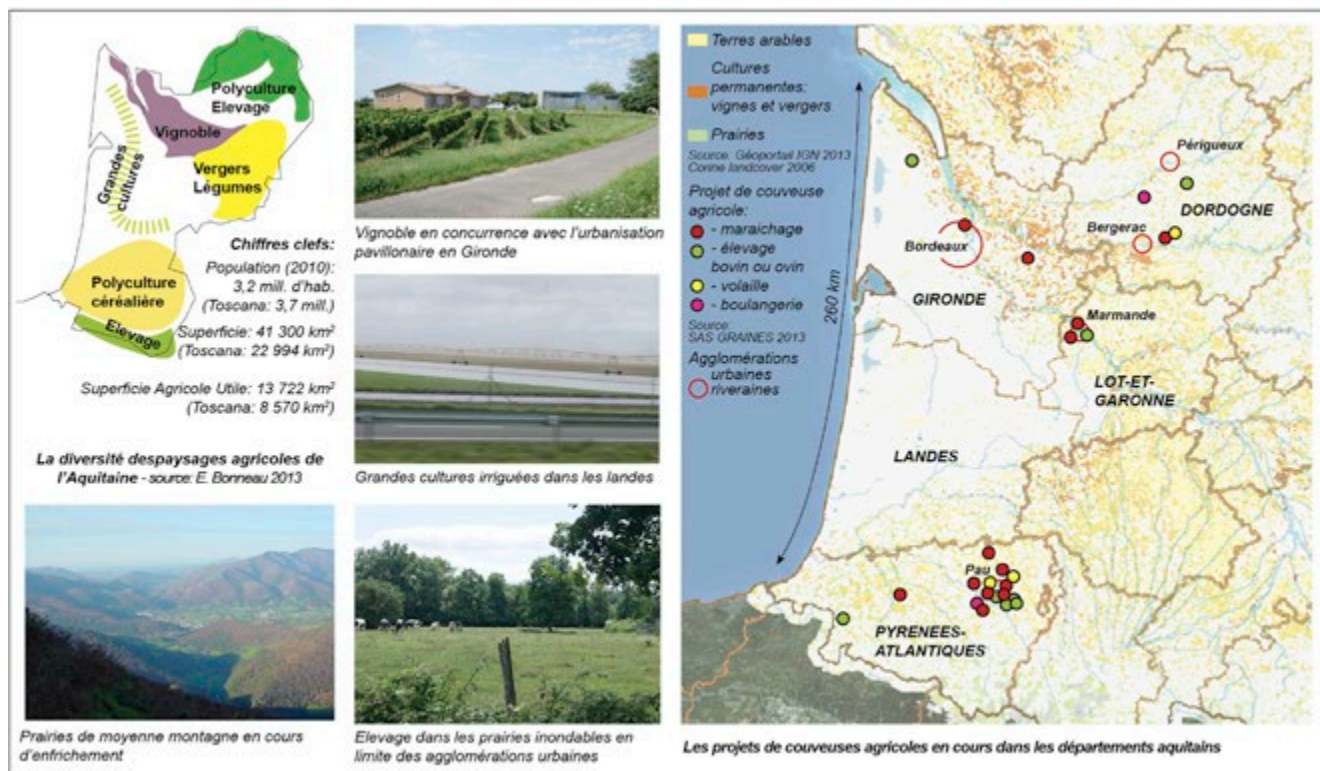 Polyculture
Elevage
Vignoble
Grandes
cultures
Vergers
Légumes
Polyculture
céréalière
Elevage
Chiffres clefs:
Population (2010):
3,2 mill. d'hab.
(Toscana: 3,7 mill.)
Superficie: 41 300 km²
(Toscana: 22 994 km²)
Superficie Agricole Utile: 13 722 km²
(Toscana: 8 570 km²)
La diversité despaysages agricoles de
l'Aquitaine - source: E. Bonneau 2013
Prairies de moyenne montagne en cours
d'enfrichement
Vignoble en concurrence avec l'urbanisation
pavillonaire en Gironde
Grandes cultures irriguées dans les landes
Elevage dans les prairies inondables en
limite des agglomérations urbaines
Terres arables
Cultures
permanentes:
vignes et vergers
Prairies
Source: Géoportail IGN 2013
Corine landcover 2006
Projet de couveuse
agricole:
- maraichage
- élevage
bovin ou ovin
- volaille
- boulangerie
Source:
SAS GRAINES 2013
Agglomérations
urbaines
riveraines
260 km
Périgueux
DORDOGNE
Bergerac
Bordeaux
GIRONDE
Marmande
LOT-ET-
GARONNE
LANDES
Pau
PYRENEES-
ATLANTIQUES
Les projets de couveuses agricoles en cours dans les départements aquitains